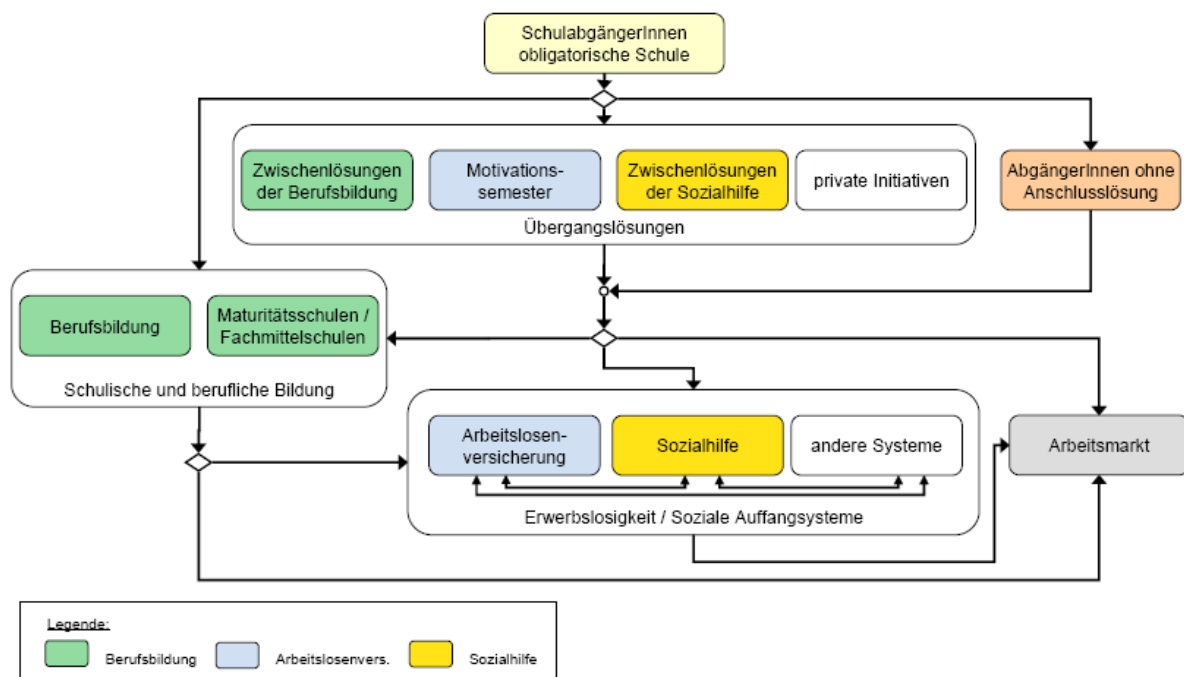 SchulabgängerInnen
obligatorische Schule
Zwischenlösungen
der Berufsbildung
Motivations-
semester
Zwischenlösungen
der Sozialhilfe
private Initiativen
AbgängerInnen ohne
Anschlusslösung
Übergangslösungen
Berufsbildung
Maturitätsschulen /
Fachmittelschulen
Schulische und berufliche Bildung
Arbeitslosen-
versicherung
Sozialhilfe
andere Systeme
Arbeitsmarkt
Erwerbslosigkeit / Soziale Auffangsysteme
Legende:
Berufsbildung
Arbeitslosenvers.
Sozialhilfe